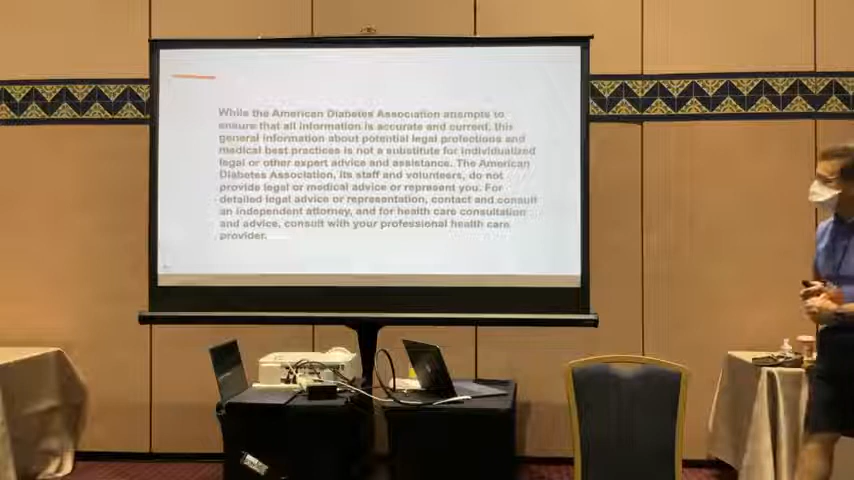 While the American Diabetes Association attempts to
ensure that all information is accurate and current, this
general information about potential legal protections and
medical best practices is not a substitute for individualized
legal or other expert advice and assistance. The American
Diabetes Association, its staff and volunteers, do not
provide legal or medical advice or represent you. For
detailed legal advice or representation, contact and consult
an independent attorney, and for health care consultation
and advice, consult with your professional health care
provider.